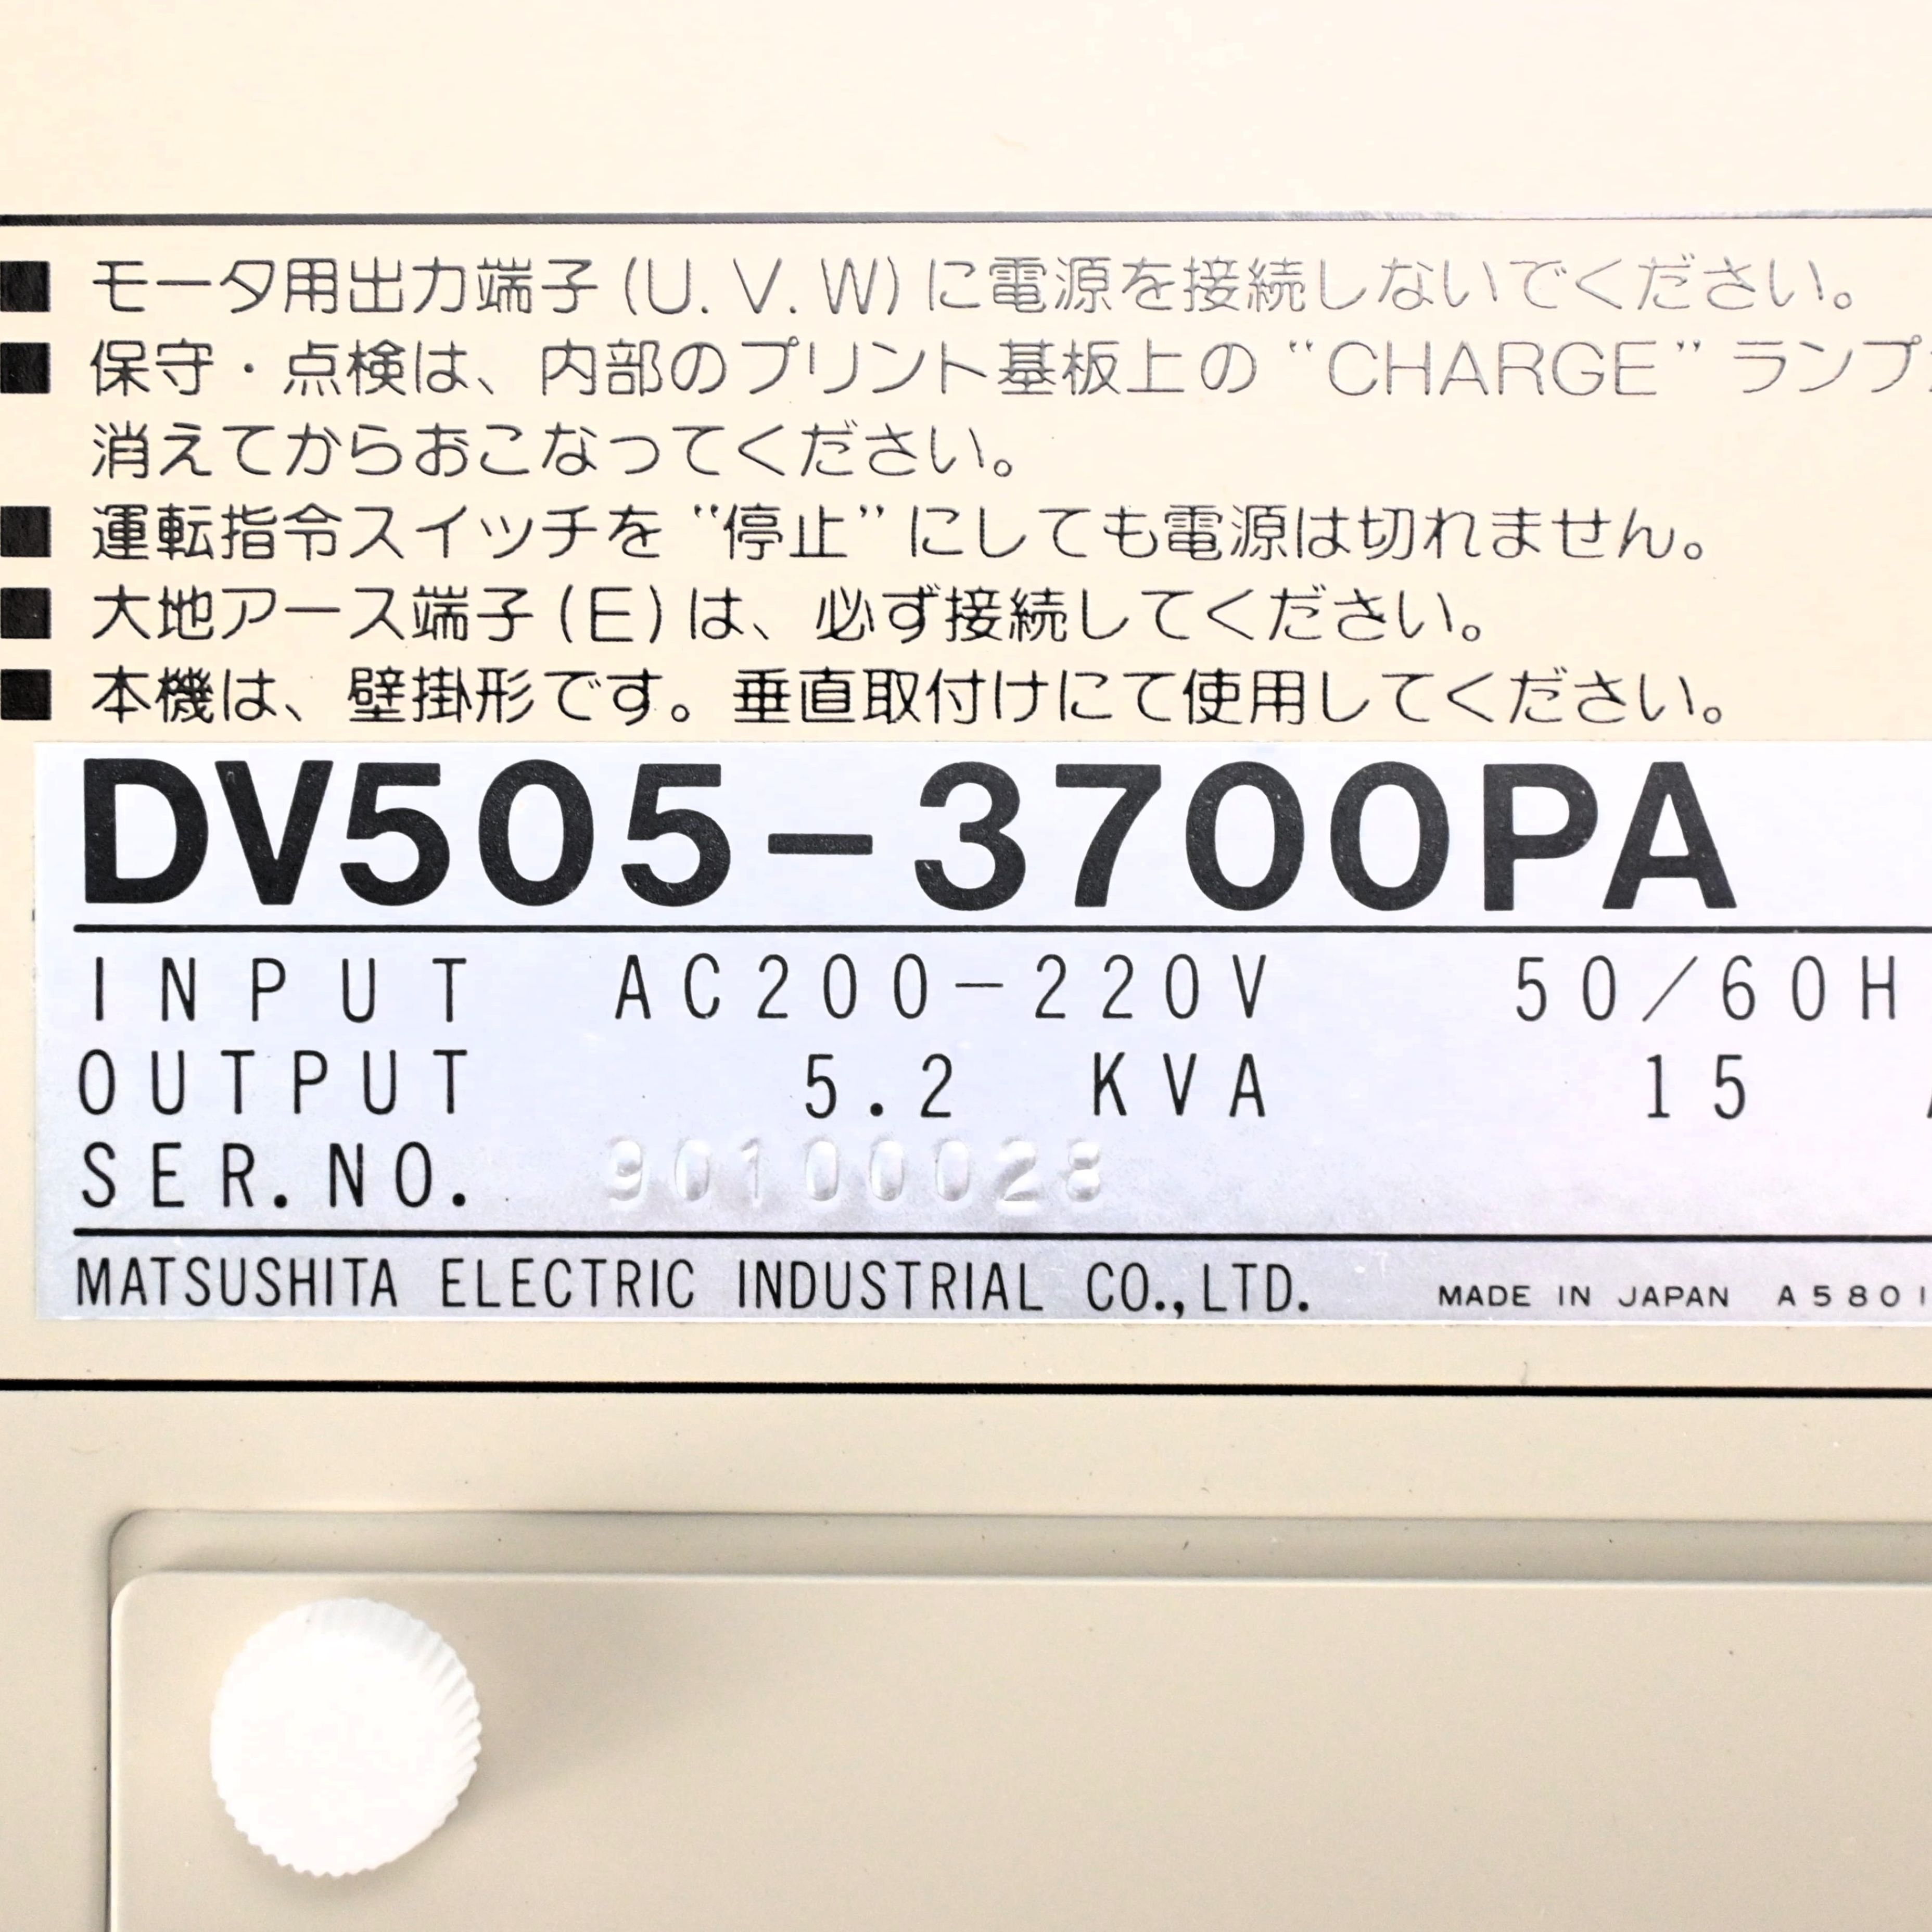 ■ モータ用出力端子(U.V.W)に電源を接続しないでください。
■ 保守・点検は、内部のプリント基板上の“CHARGE”ランプ
消えてからおこなってください。
■ 運転指令スイッチを“停止”にしても電源は切れません。
■ 大地アース端子(E)は、必ず接続してください。
■ 本機は、壁掛形です。垂直取付けにて使用してください。
DV505-3700PA
INPUT AC200-220V 50/60H
OUTPUT 5.2 KVA 15
SER.NO. 90100028
MATSUSHITA ELECTRIC INDUSTRIAL CO.,LTD. MADE IN JAPAN A5801